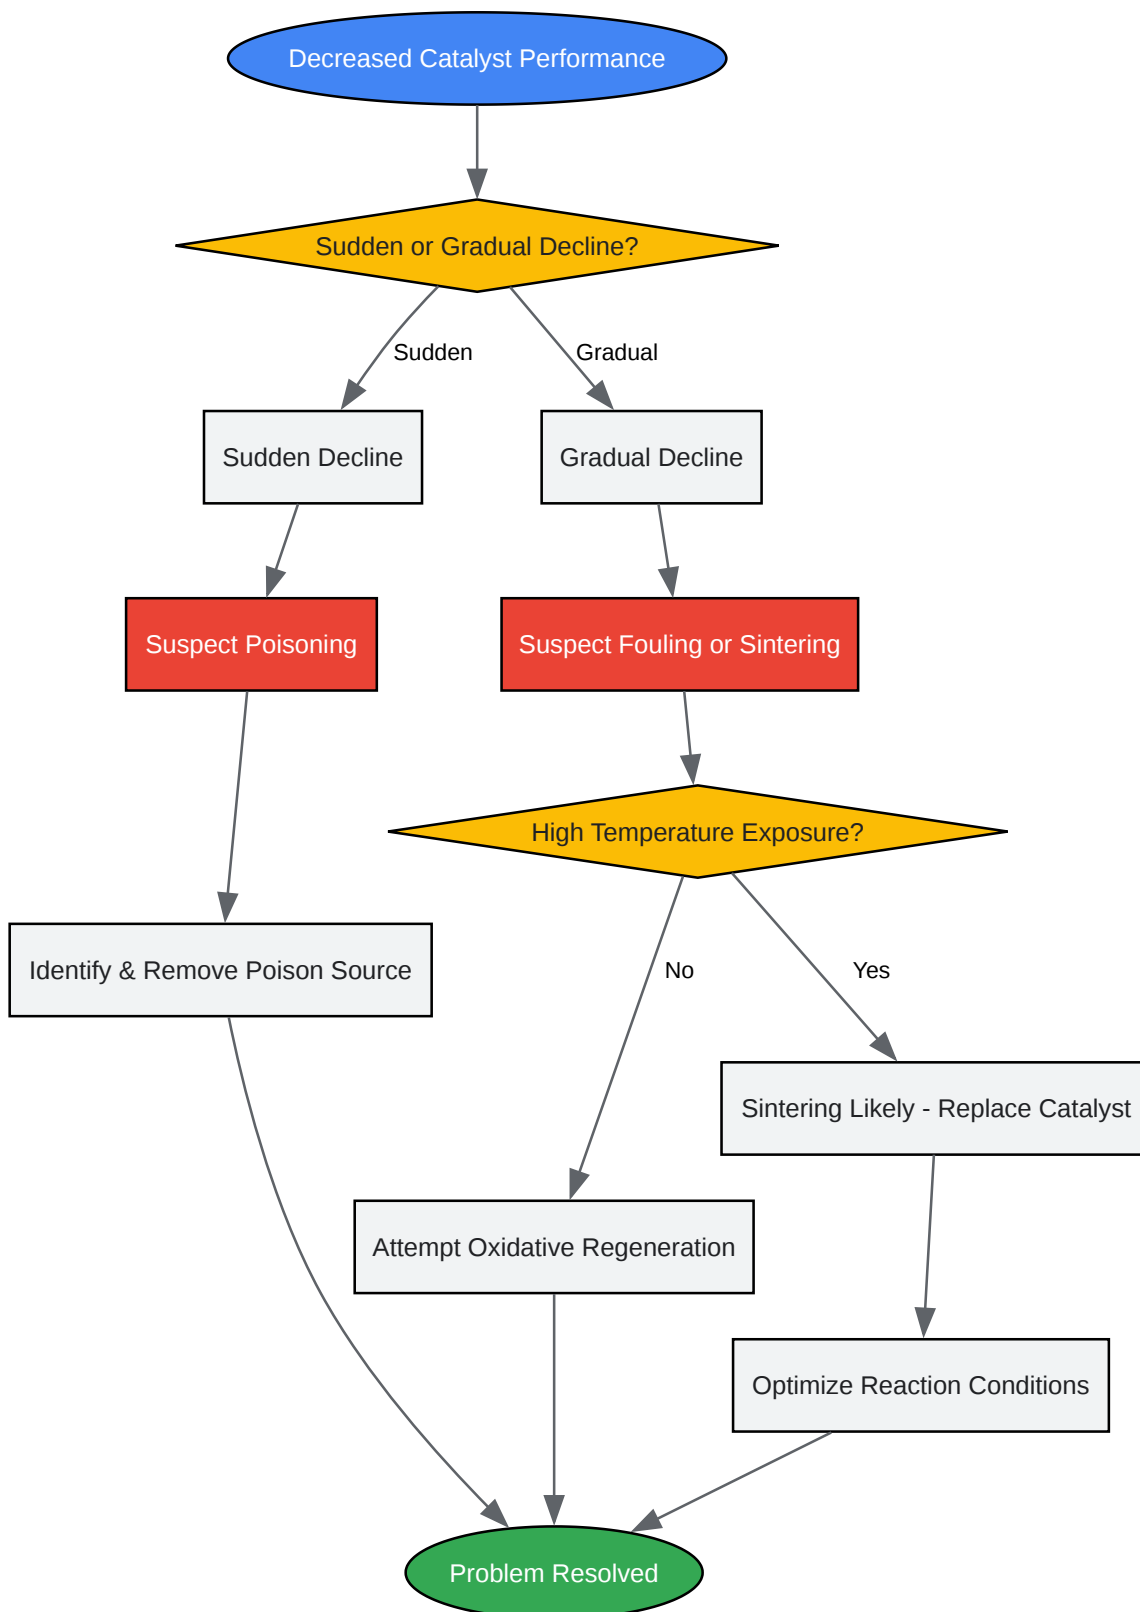 Decreased Catalyst Performance
Sudden or Gradual Decline?
Sudden
Gradual
Sudden Decline
Gradual Decline
Suspect Poisoning
Suspect Fouling or Sintering
High Temperature Exposure?
Identify & Remove Poison Source
No
Yes
Sintering Likely - Replace Catalyst
Attempt Oxidative Regeneration
Optimize Reaction Conditions
Problem Resolved